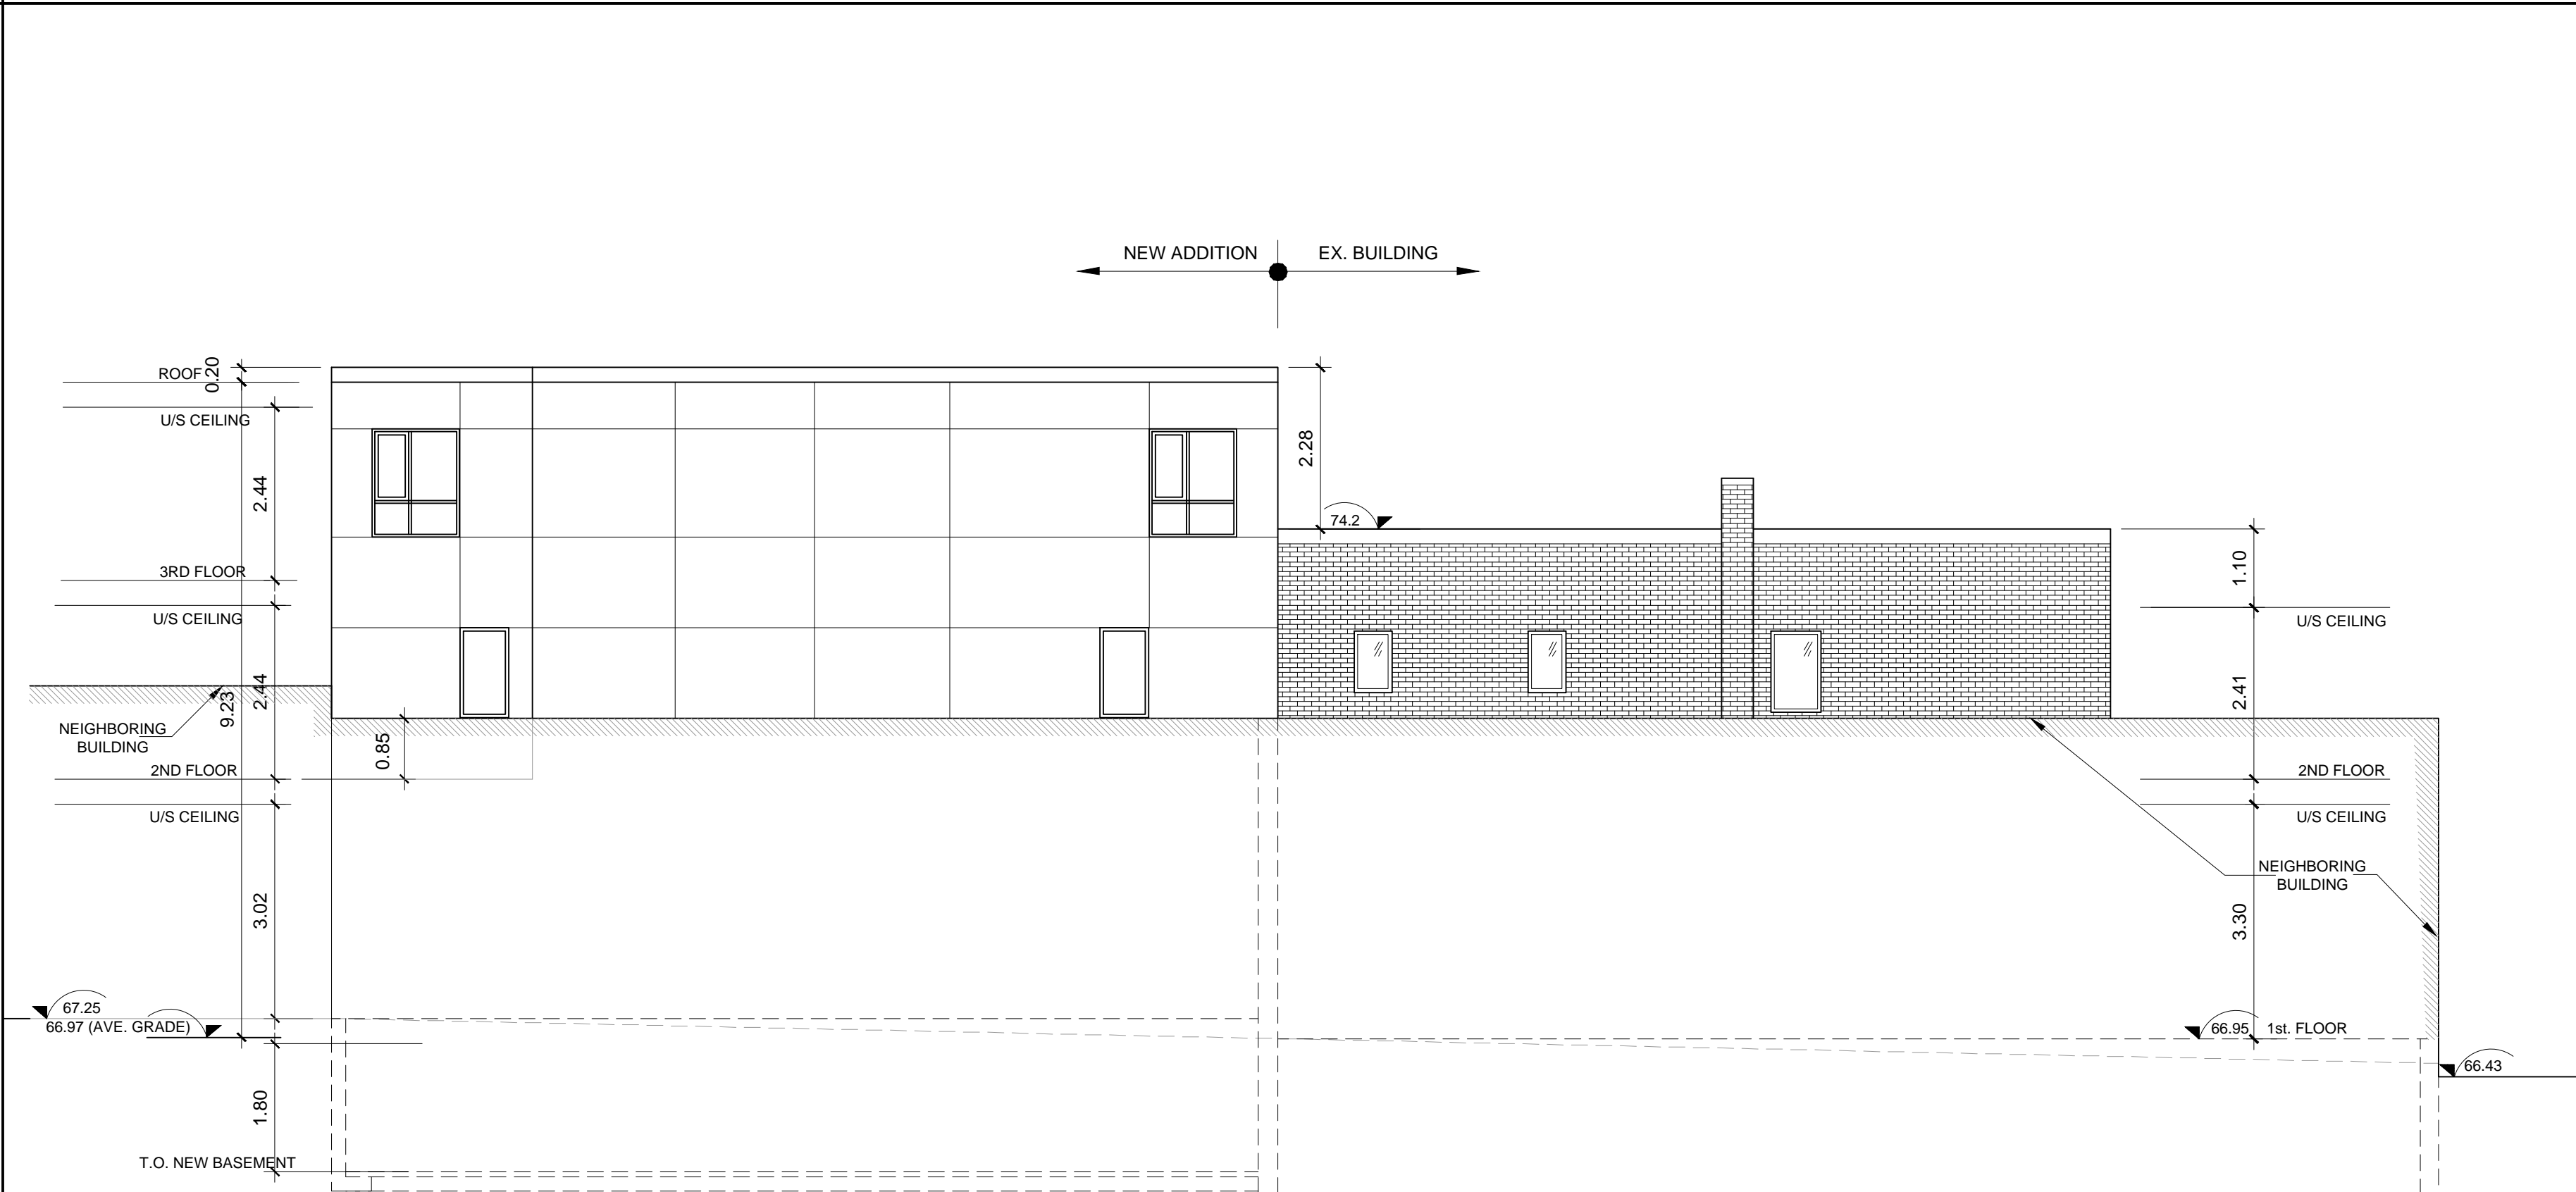 NEW ADDITION
EX. BUILDING
ROOF
0.20
U/S CEILING
2.28
2.44
74.2
3RD FLOOR
1.10
U/S CEILING
U/S CEILING
2.44
9.23
2.41
NEIGHBORING
BUILDING
0.85
2ND FLOOR
2ND FLOOR
U/S CEILING
U/S CEILING
NEIGHBORING
BUILDING
3.02
3.30
67.25
66.97 (AVE. GRADE)
66.95 1st. FLOOR
66.43
1.80
T.O. NEW BASEMENT